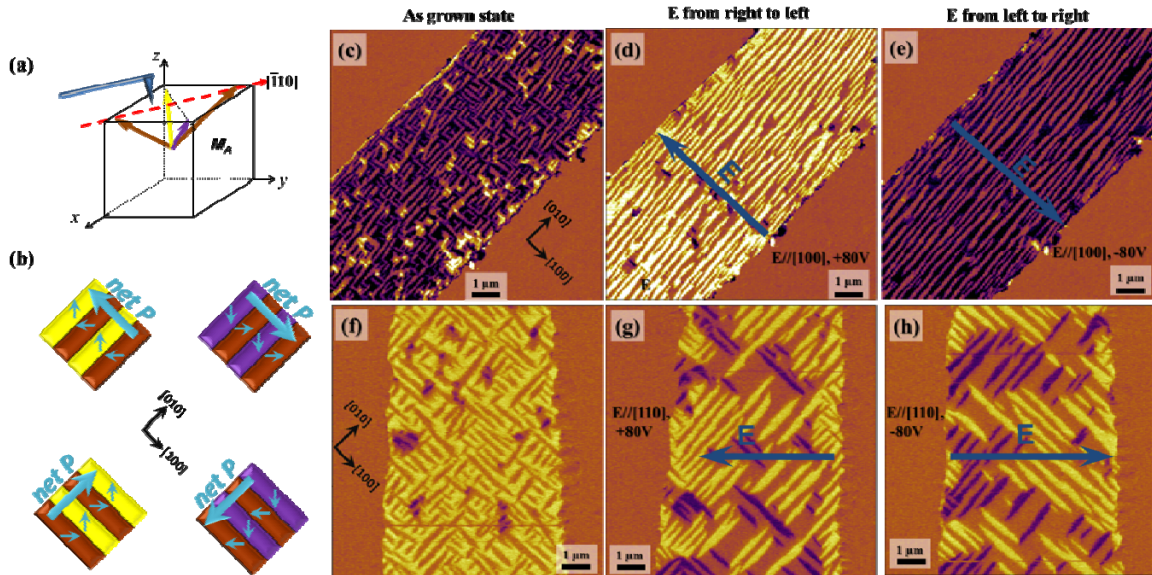 As grown state
E from right to left
E from left to right
(a)
z
[1̄10]
M_A
y
x
(b)
net P
net P
[010]
[100]
net P
net P
(c)
[010]
[100]
1 μm
(d)
E
E//[100], +80V
E
1 μm
(e)
E
E//[100], -80V
1 μm
(f)
[010]
[100]
1 μm
(g)
E//[110],
+80V
E
1 μm
(h)
E//[110],
-80V
E
1 μm